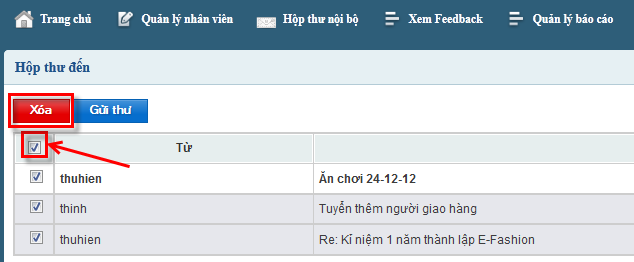 Trang chủ Quản lý nhân viên Hộp thư nội bộ Xem Feedback Quản lý báo cáo
Hộp thư đến
Xóa Gửi thư
Từ
thuhien Ăn chơi 24-12-12
thinh Tuyển thêm người giao hàng
thuhien Re: Kỉ niệm 1 năm thành lập E-Fashion